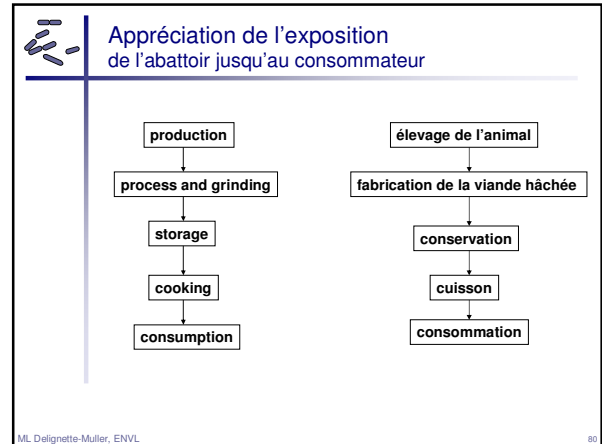 Appréciation de l'exposition
de l'abattoir jusqu'au consommateur
production
process and grinding
storage
cooking
consumption
élevage de l'animal
fabrication de la viande hâchée
conservation
cuisson
consommation
ML Delignette-Muller, ENVL
80